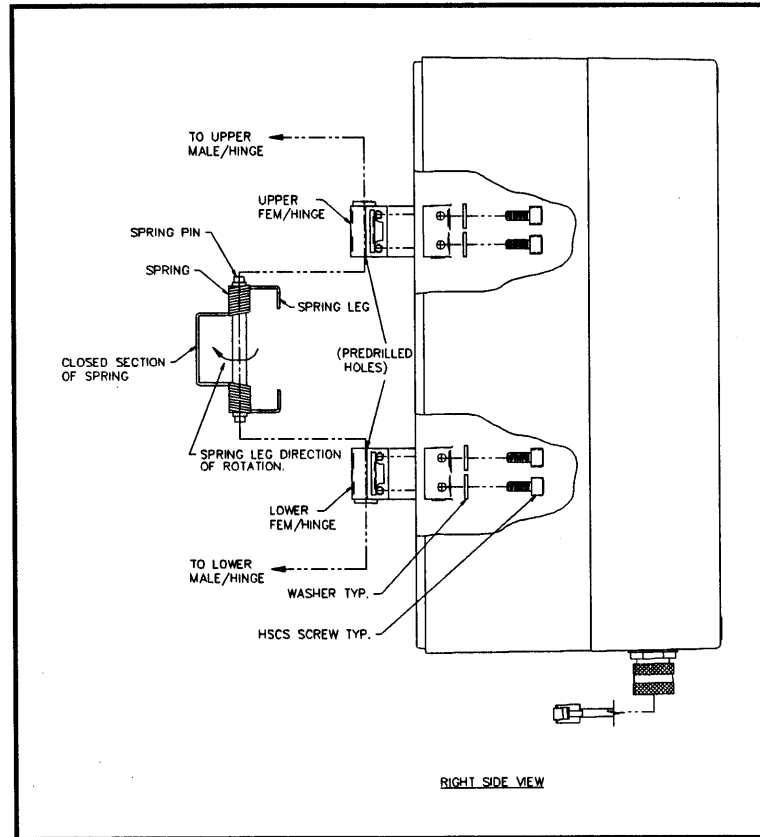 TO UPPER
MALE/HINGE
UPPER
FEM/HINGE
SPRING PIN
SPRING
SPRING LEG
(PREDRILLED
HOLES)
CLOSED SECTION
OF SPRING
SPRING LEG DIRECTION
OF ROTATION.
LOWER
FEM/HINGE
TO LOWER
MALE/HINGE
WASHER TYP.
HSCS SCREW TYP.
RIGHT SIDE VIEW